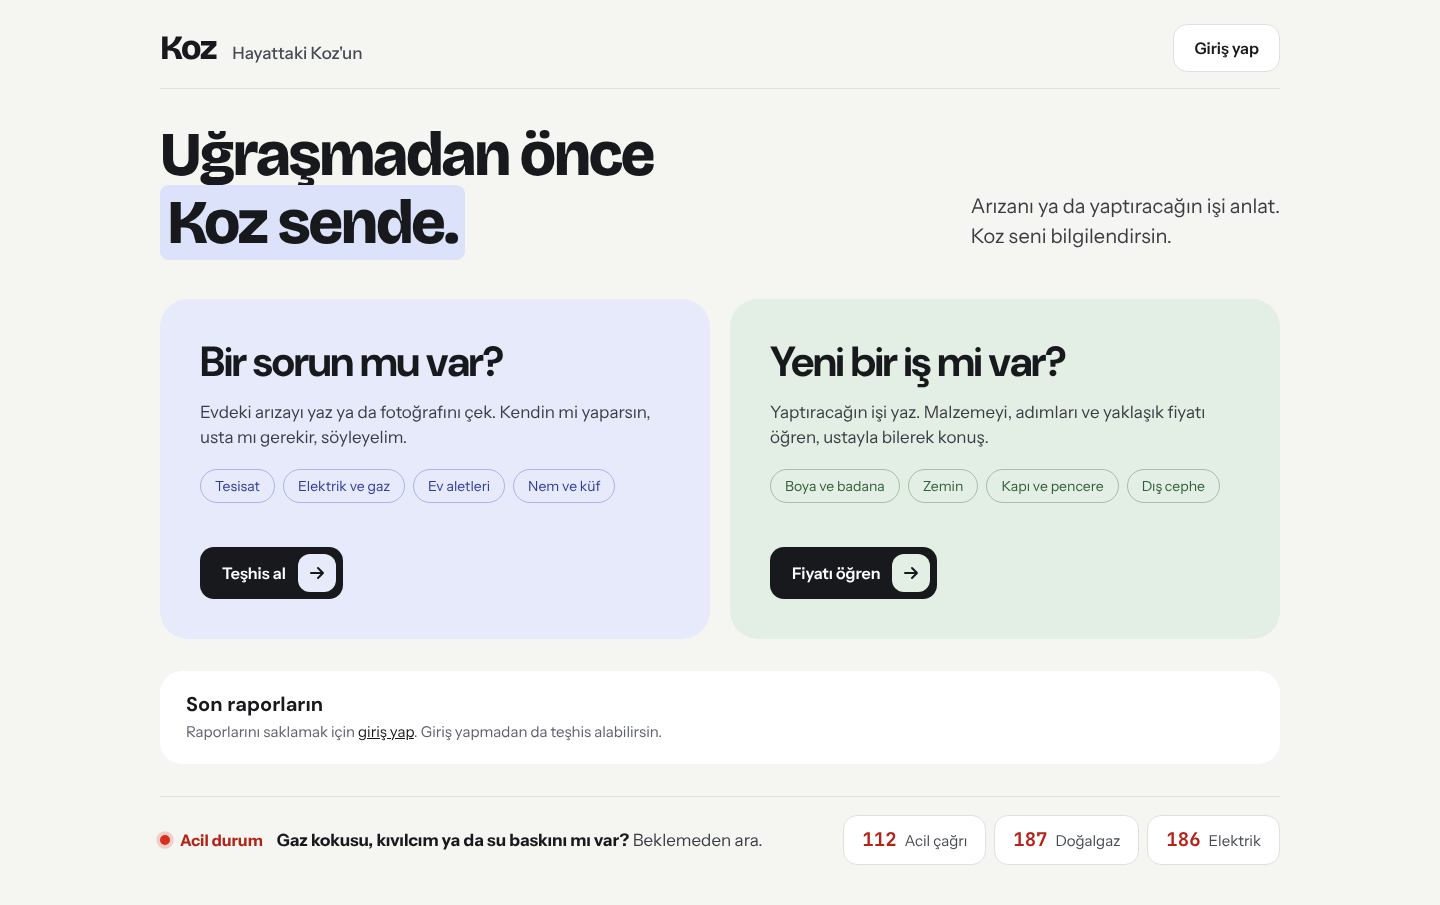 Koz Hayattaki Koz'un
Giriş yap
Uğraşmadan önce
Koz sende.
Arızanı ya da yaptıracağın işi anlat.
Koz seni bilgilendirsin.
Bir sorun mu var?
Evdeki arızayı yaz ya da fotoğrafını çek. Kendin mi yaparsın,
usta mı gerekir, söyleyelim.
Tesisat
Elektrik ve gaz
Ev aletleri
Nem ve küf
Teşhis al →
Yeni bir iş mi var?
Yaptıracağın işi yaz. Malzemeyi, adımları ve yaklaşık fiyatı
öğren, ustayla bilerek konuş.
Boya ve badana
Zemin
Kapı ve pencere
Dış cephe
Fiyatı öğren →
Son raporların
Raporlarını saklamak için giriş yap. Giriş yapmadan da teşhis alabilirsin.
Acil durum Gaz kokusu, kıvılcım ya da su baskını mı var? Beklemeden ara.
112 Acil çağrı
187 Doğalgaz
186 Elektrik